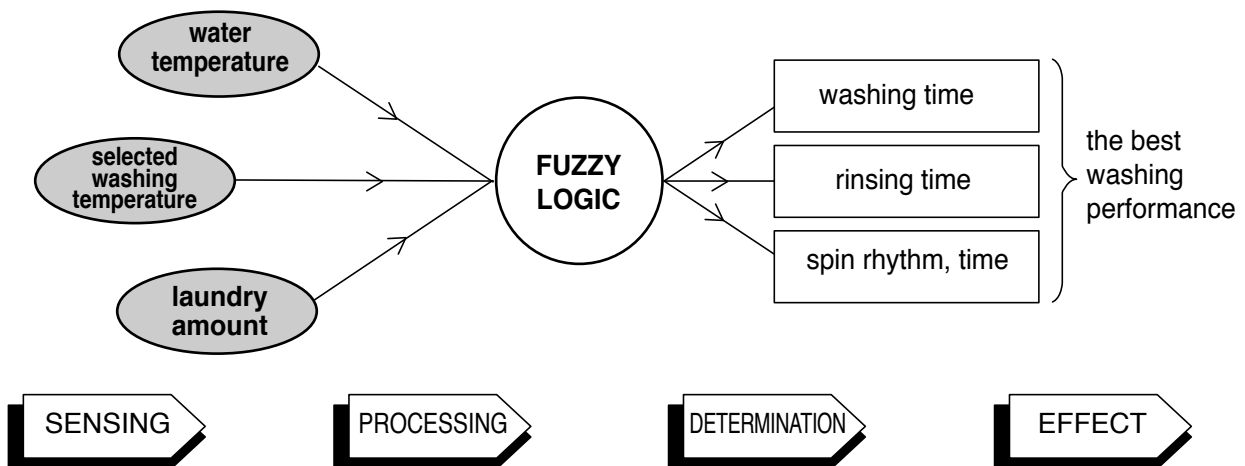 water
temperature
selected
washing
temperature
laundry
amount
FUZZY
LOGIC
washing time
rinsing time
spin rhythm, time
the best
washing
performance
SENSING
PROCESSING
DETERMINATION
EFFECT